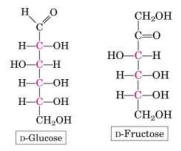 H O
C
H—C—OH
HO—C—H
H—C—OH
H—C—OH
CH₂OH
D-Glucose
CH₂OH
C=O
HO—C—H
H—C—OH
H—C—OH
CH₂OH
D-Fructose